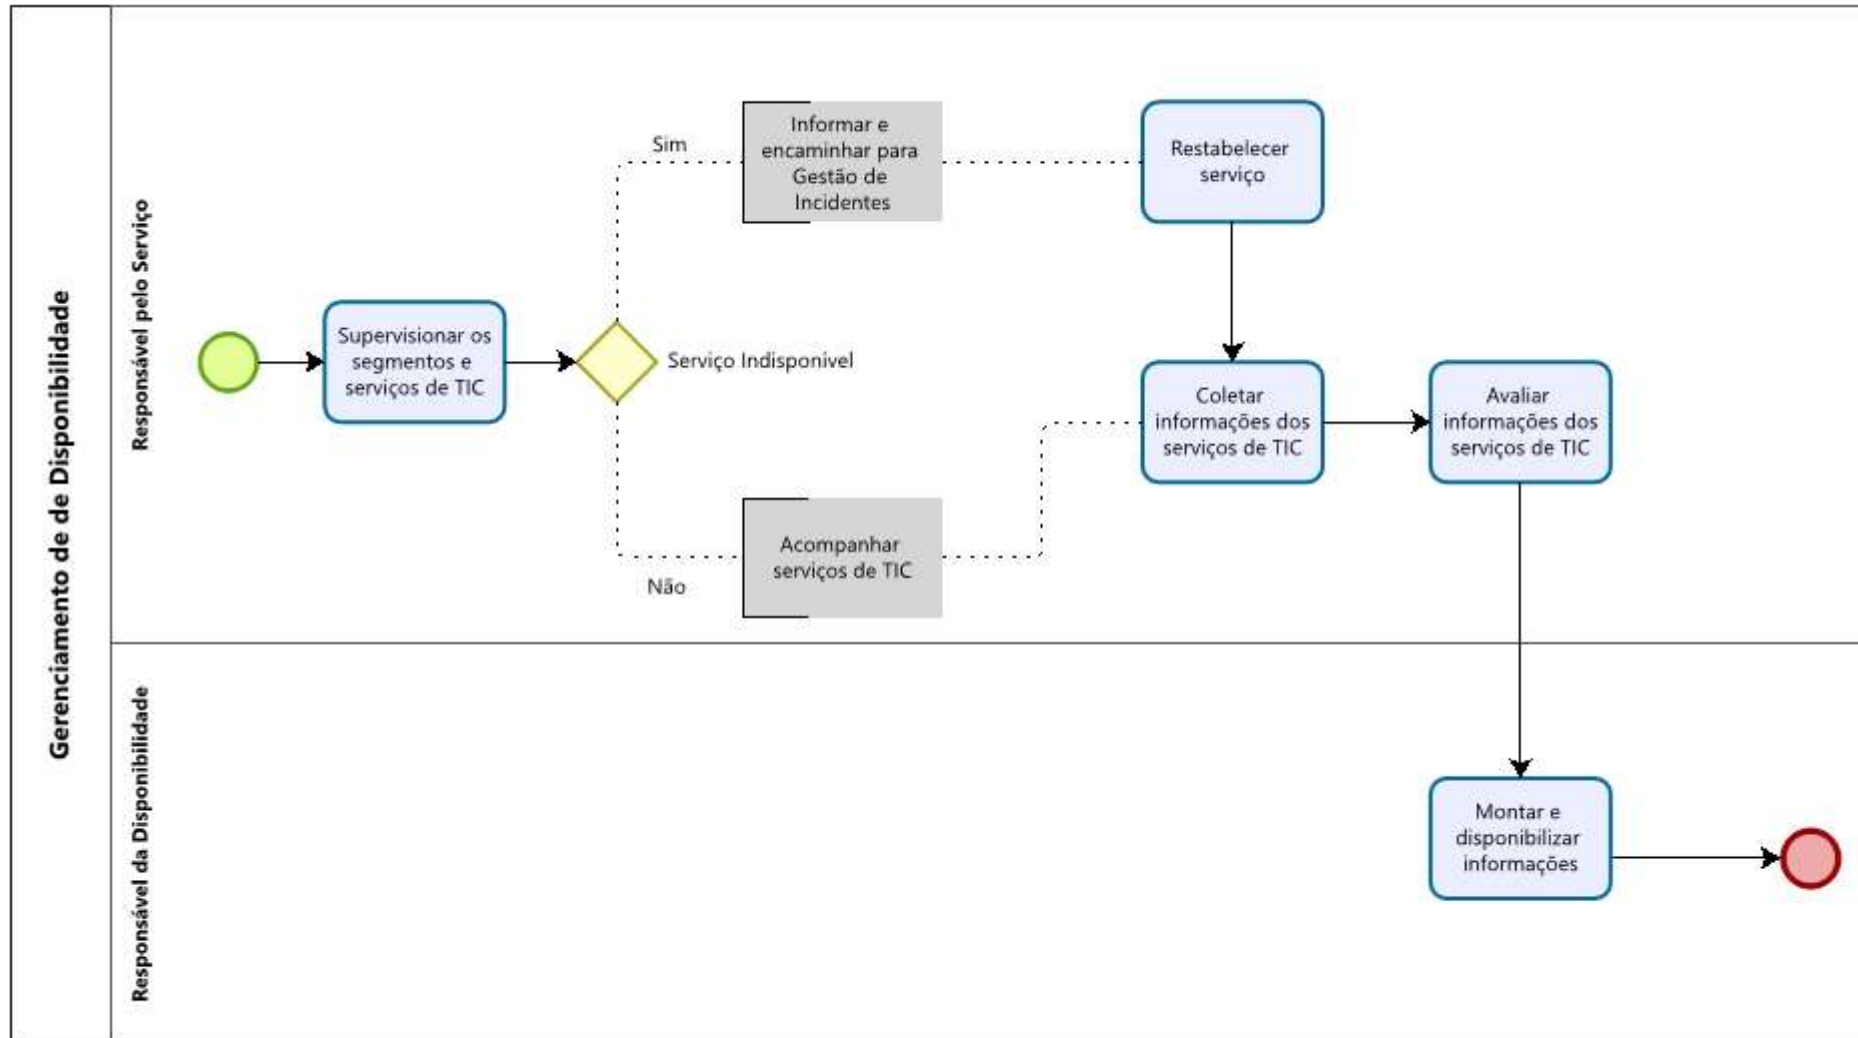 Gerenciamento de de Disponibilidade
Responsável pelo Serviço
Supervisionar os
segmentos e
serviços de TIC
Serviço Indisponivel
Sim
Informar e
encaminhar para
Gestão de
Incidentes
Restabelecer
serviço
Não
Acompanhar
serviços de TIC
Coletar
informações dos
serviços de TIC
Avaliar
informações dos
serviços de TIC
Responsável da Disponibilidade
Montar e
disponibilizar
informações